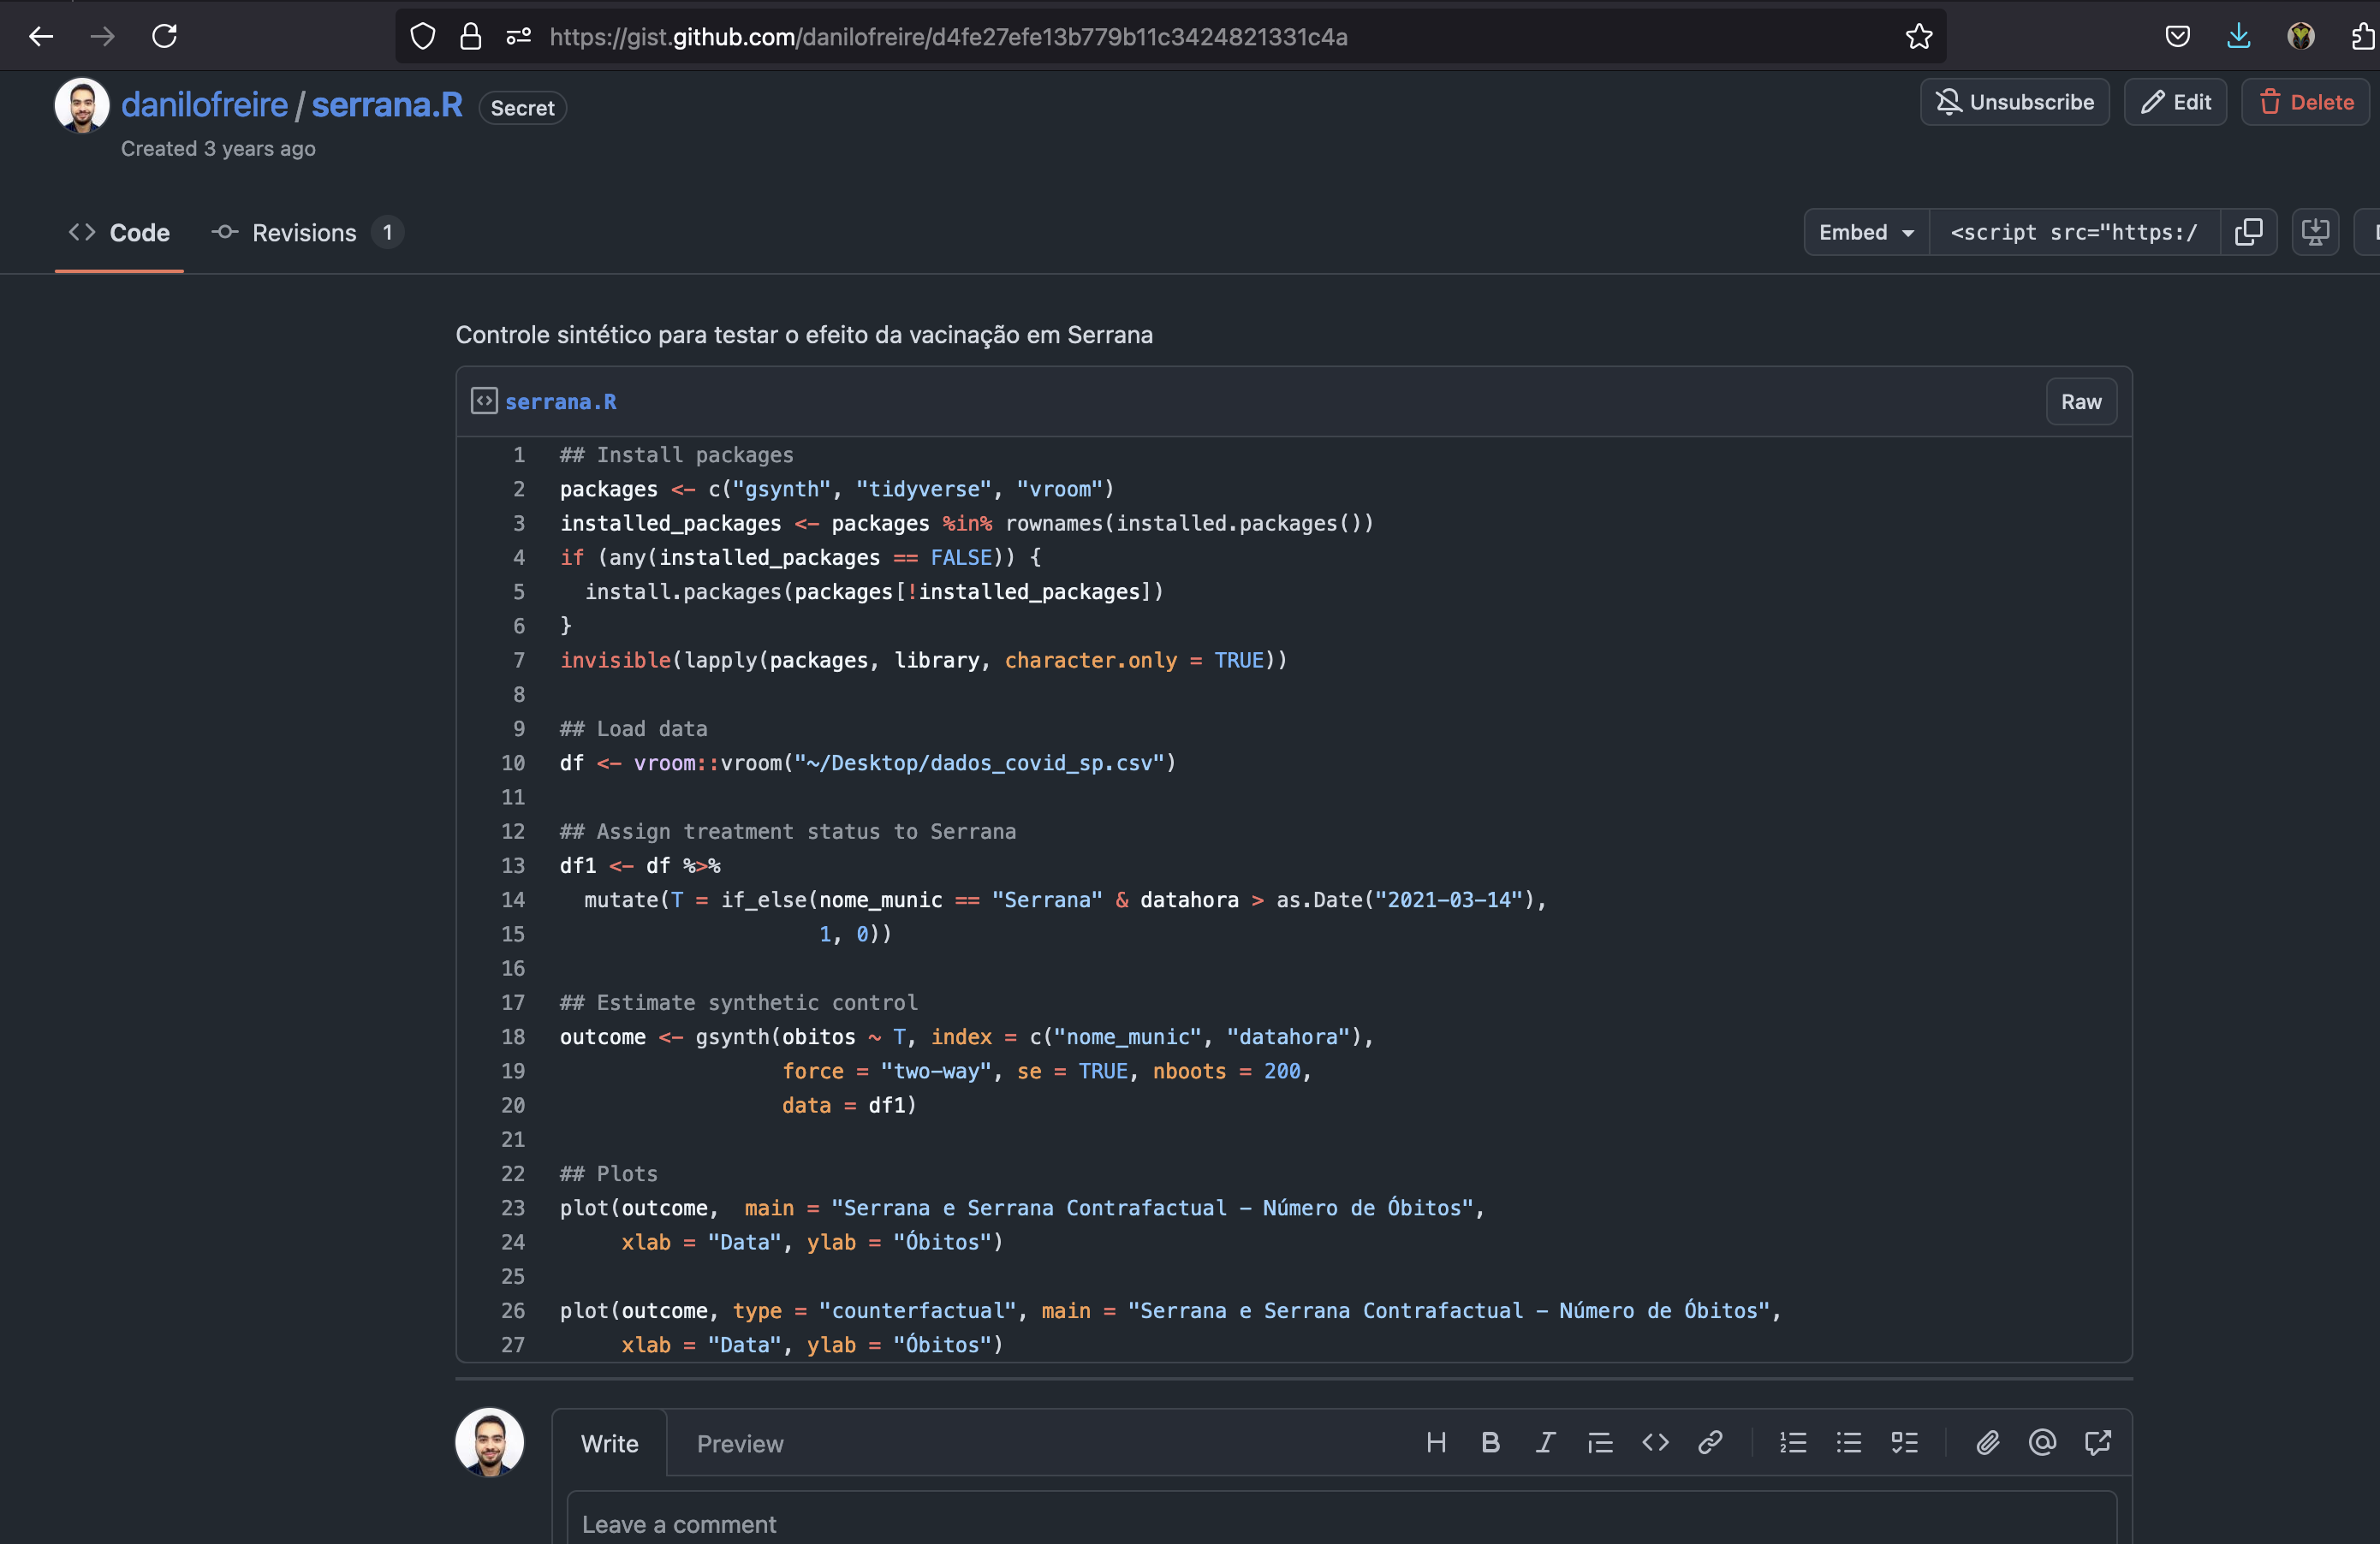 https://gist.github.com/danilofreire/d4fe27efe13b779b11c3424821331c4a
danilofreire / serrana.R Secret
Unsubscribe Edit Delete
Created 3 years ago
Code Revisions 1
Embed <script src="https:/
Controle sintético para testar o efeito da vacinação em Serrana
serrana.R
Raw
1 ## Install packages
2 packages <- c("gsynth", "tidyverse", "vroom")
3 installed_packages <- packages %in% rownames(installed.packages())
4 if (any(installed_packages == FALSE)) {
5   install.packages(packages[!installed_packages])
6 }
7 invisible(lapply(packages, library, character.only = TRUE))
8
9 ## Load data
10 df <- vroom::vroom("~/Desktop/dados_covid_sp.csv")
11
12 ## Assign treatment status to Serrana
13 df1 <- df %>%
14   mutate(T = if_else(nome_munic == "Serrana" & datahora > as.Date("2021-03-14"),
15                      1, 0))
16
17 ## Estimate synthetic control
18 outcome <- gsynth(obitos ~ T, index = c("nome_munic", "datahora"),
19                   force = "two-way", se = TRUE, nboots = 200,
20                   data = df1)
21
22 ## Plots
23 plot(outcome,  main = "Serrana e Serrana Contrafactual - Número de Óbitos",
24      xlab = "Data", ylab = "Óbitos")
25
26 plot(outcome, type = "counterfactual", main = "Serrana e Serrana Contrafactual - Número de Óbitos",
27      xlab = "Data", ylab = "Óbitos")
Write Preview
Leave a comment